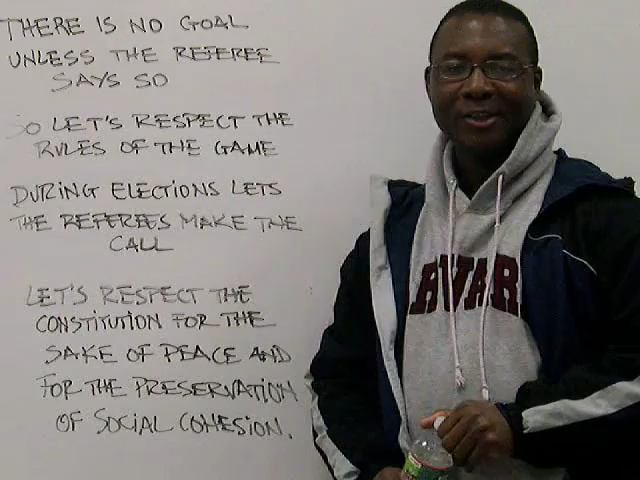 THERE IS NO GOAL
UNLESS THE REFEREE
SAYS SO
SO LET'S RESPECT THE
RULES OF THE GAME
DURING ELECTIONS LETS
THE REFEREES MAKE THE
CALL
LET'S RESPECT THE
CONSTITUTION FOR THE
SAKE OF PEACE AND
FOR THE PRESERVATION
OF SOCIAL COHESION.
RVAR